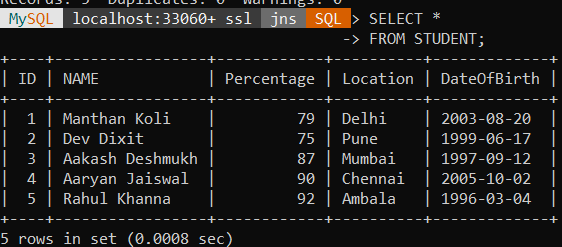 Records: 5  Duplicates: 0  Warnings: 0
MySQL  localhost:33060+ ssl  jns  SQL > SELECT *
                                   -> FROM STUDENT;
+----+-----------------+------------+----------+-------------+
| ID | NAME            | Percentage | Location | DateOfBirth |
+----+-----------------+------------+----------+-------------+
|  1 | Manthan Koli    |         79 | Delhi    | 2003-08-20  |
|  2 | Dev Dixit       |         75 | Pune     | 1999-06-17  |
|  3 | Aakash Deshmukh |         87 | Mumbai   | 1997-09-12  |
|  4 | Aaryan Jaiswal  |         90 | Chennai  | 2005-10-02  |
|  5 | Rahul Khanna    |         92 | Ambala   | 1996-03-04  |
+----+-----------------+------------+----------+-------------+
5 rows in set (0.0008 sec)